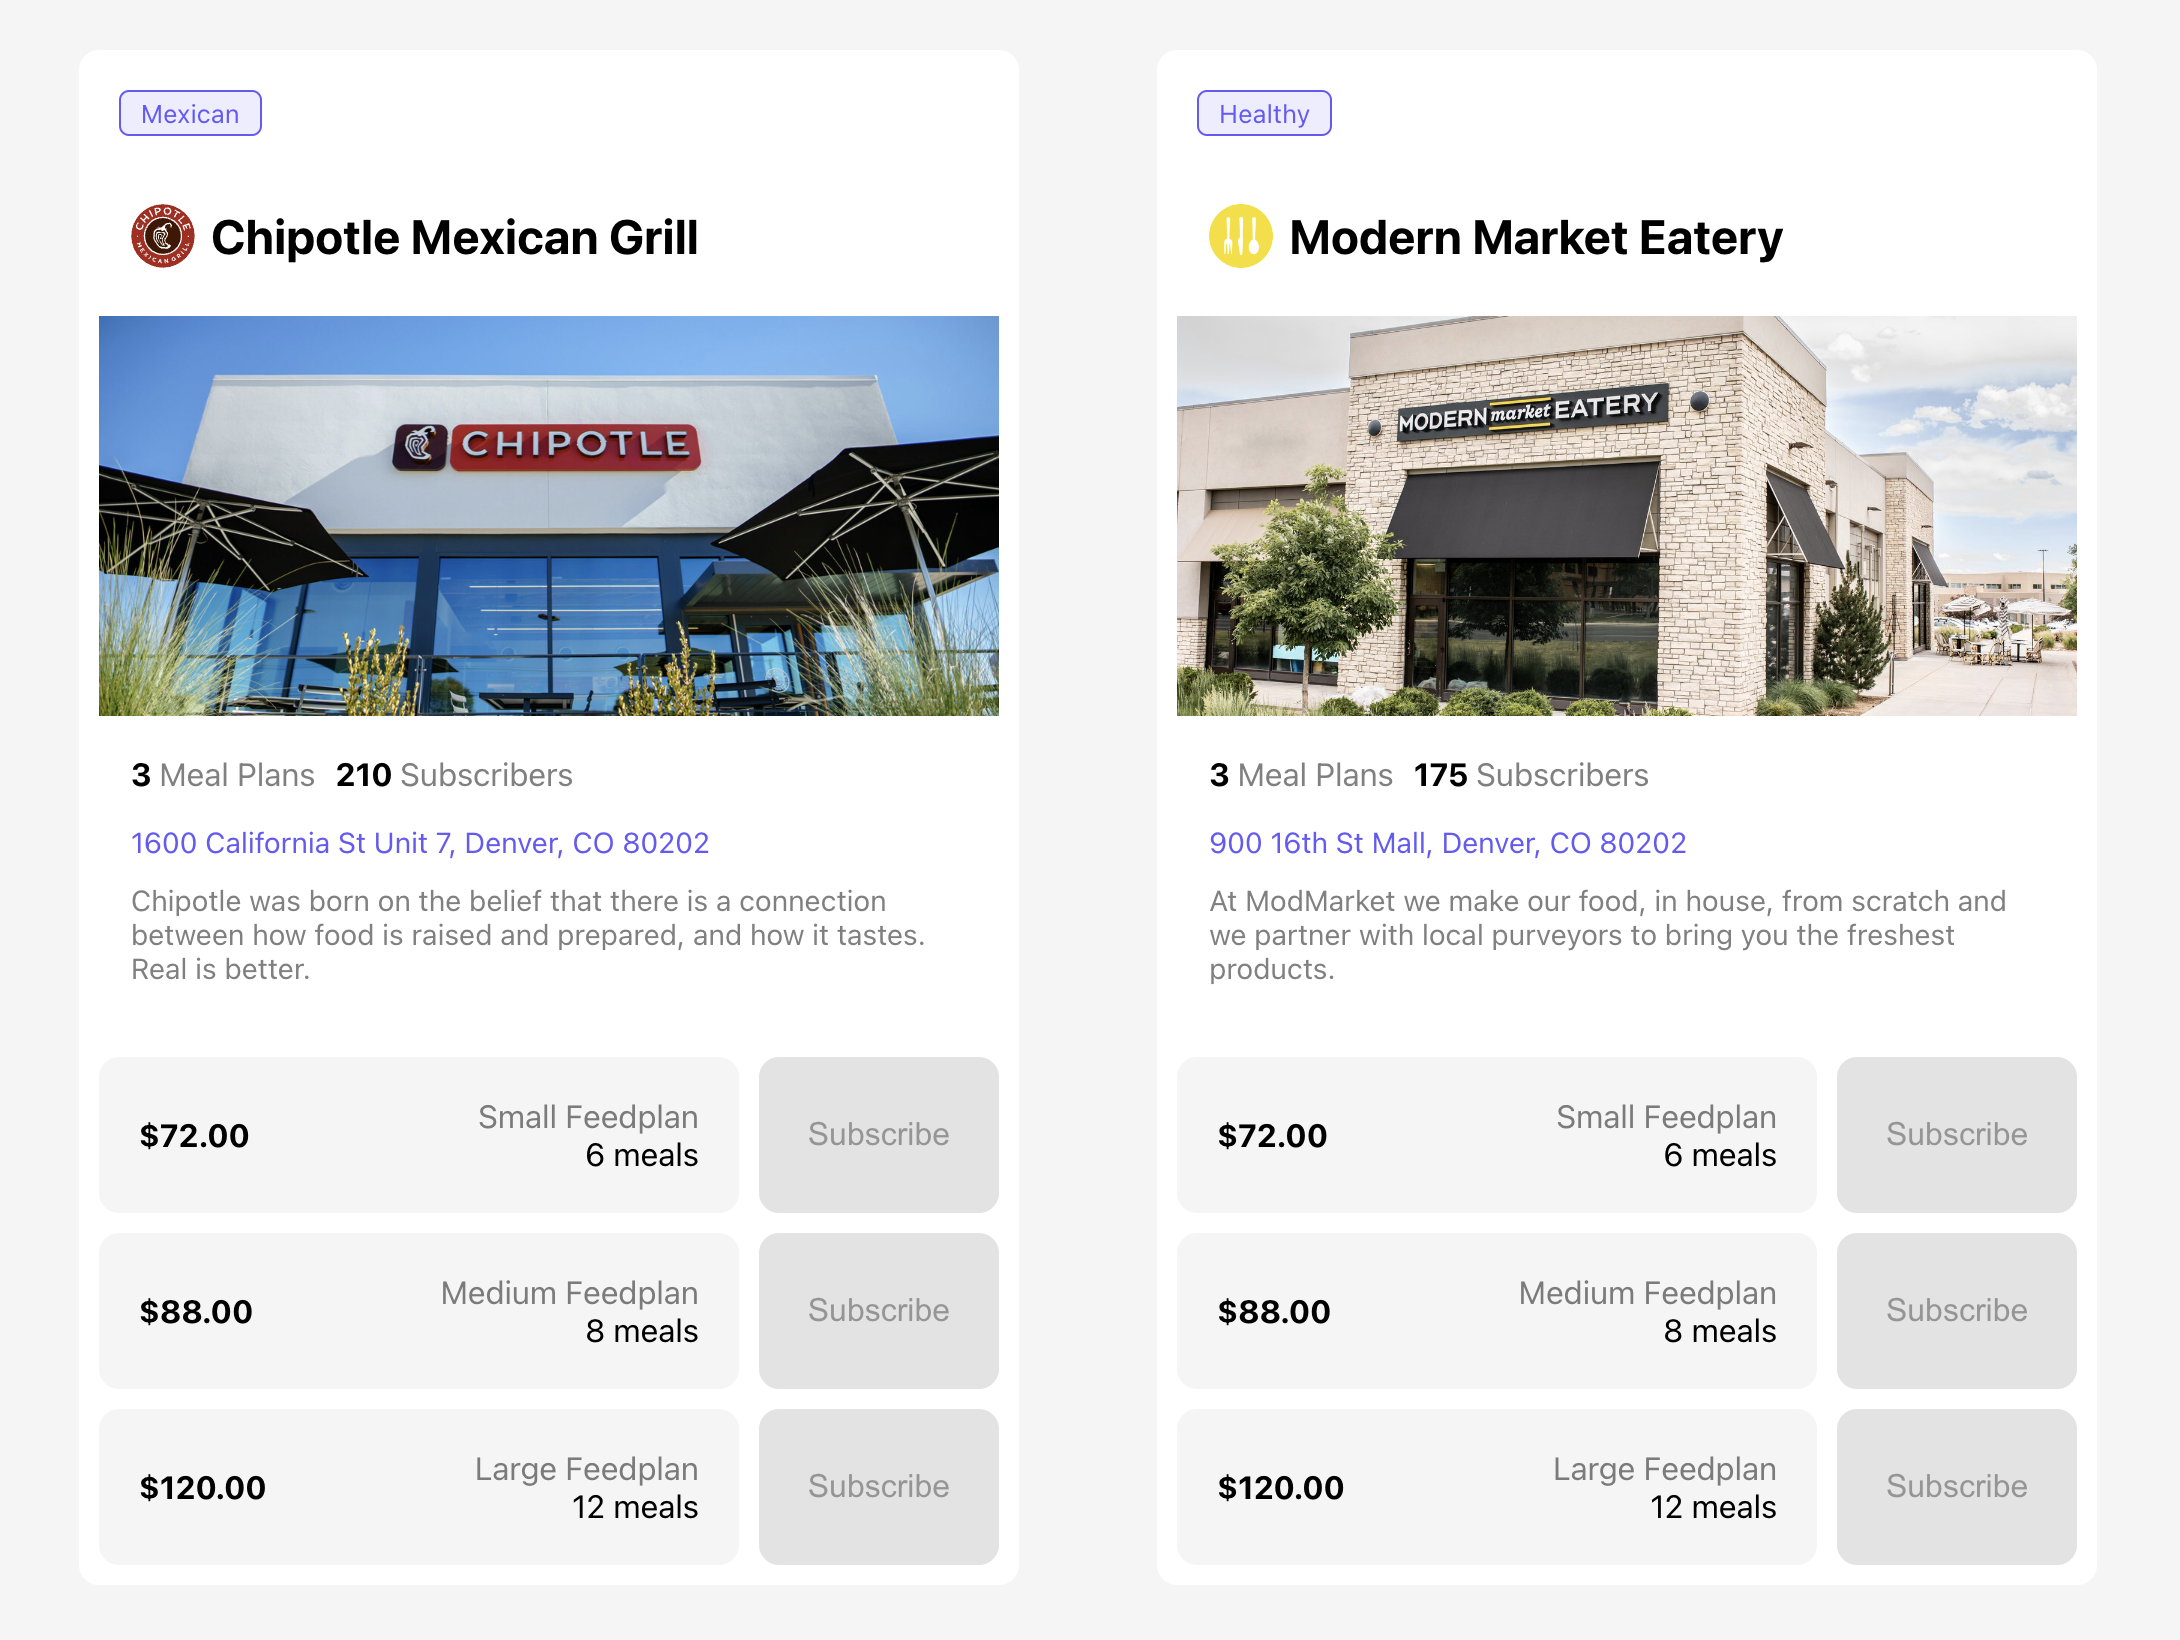 Mexican
CHIPOTLE
MEXICAN GRILL
Chipotle Mexican Grill
CHIPOTLE
3 Meal Plans 210 Subscribers
1600 California St Unit 7, Denver, CO 80202
Chipotle was born on the belief that there is a connection
between how food is raised and prepared, and how it tastes.
Real is better.
$72.00
Small Feedplan
6 meals
Subscribe
$88.00
Medium Feedplan
8 meals
Subscribe
$120.00
Large Feedplan
12 meals
Subscribe
Healthy
Modern Market Eatery
MODERN market EATERY
3 Meal Plans 175 Subscribers
900 16th St Mall, Denver, CO 80202
At ModMarket we make our food, in house, from scratch and
we partner with local purveyors to bring you the freshest
products.
$72.00
Small Feedplan
6 meals
Subscribe
$88.00
Medium Feedplan
8 meals
Subscribe
$120.00
Large Feedplan
12 meals
Subscribe